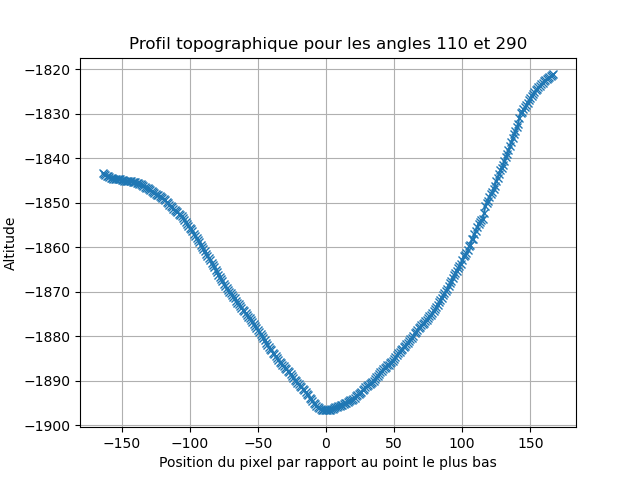 Profil topographique pour les angles 110 et 290
Altitude
−1820
−1830
−1840
−1850
−1860
−1870
−1880
−1890
−1900
−150 −100 −50 0 50 100 150
Position du pixel par rapport au point le plus bas